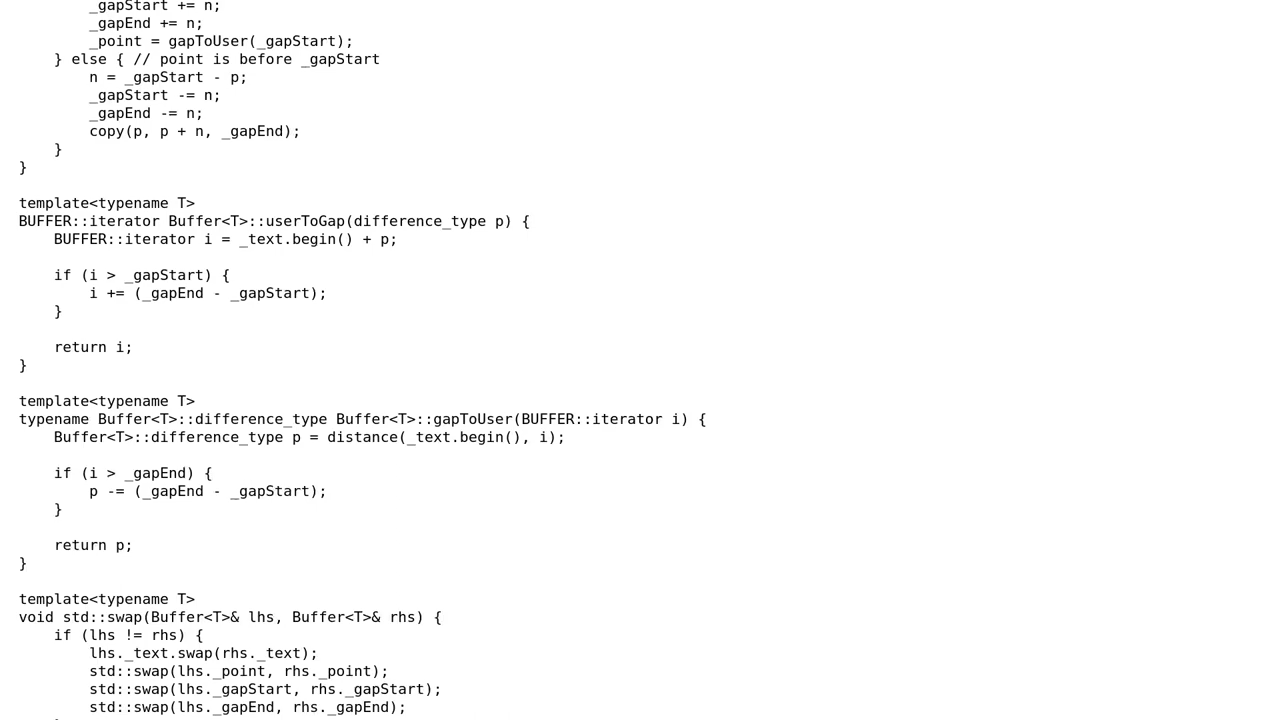 _gapStart += n;
        _gapEnd += n;
        _point = gapToUser(_gapStart);
    } else { // point is before _gapStart
        n = _gapStart - p;
        _gapStart -= n;
        _gapEnd -= n;
        copy(p, p + n, _gapEnd);
    }
}

template<typename T>
BUFFER::iterator Buffer<T>::userToGap(difference_type p) {
    BUFFER::iterator i = _text.begin() + p;

    if (i > _gapStart) {
        i += (_gapEnd - _gapStart);
    }

    return i;
}

template<typename T>
typename Buffer<T>::difference_type Buffer<T>::gapToUser(BUFFER::iterator i) {
    Buffer<T>::difference_type p = distance(_text.begin(), i);

    if (i > _gapEnd) {
        p -= (_gapEnd - _gapStart);
    }

    return p;
}

template<typename T>
void std::swap(Buffer<T>& lhs, Buffer<T>& rhs) {
    if (lhs != rhs) {
        lhs._text.swap(rhs._text);
        std::swap(lhs._point, rhs._point);
        std::swap(lhs._gapStart, rhs._gapStart);
        std::swap(lhs._gapEnd, rhs._gapEnd);